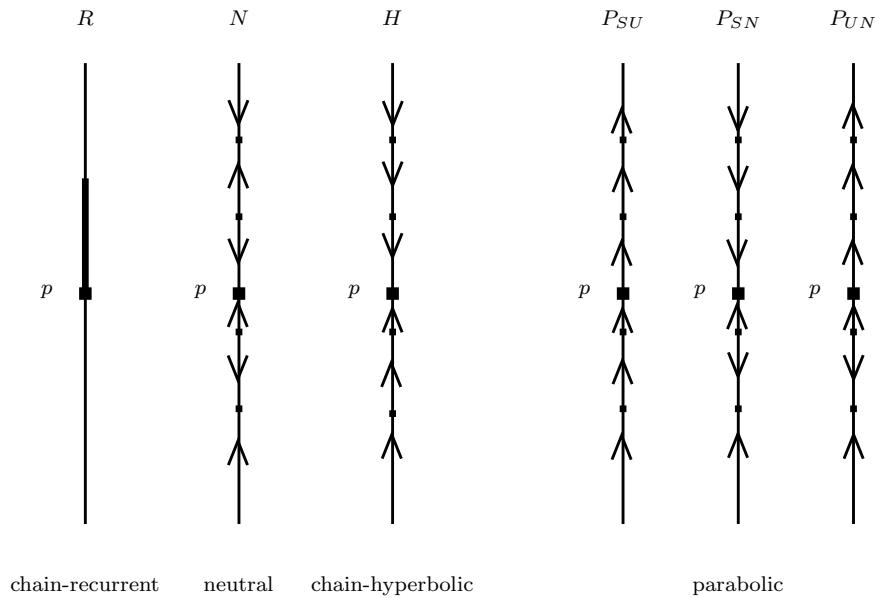 R N H P_{SU} P_{SN} P_{UN}
p p p p p p
chain-recurrent neutral chain-hyperbolic parabolic